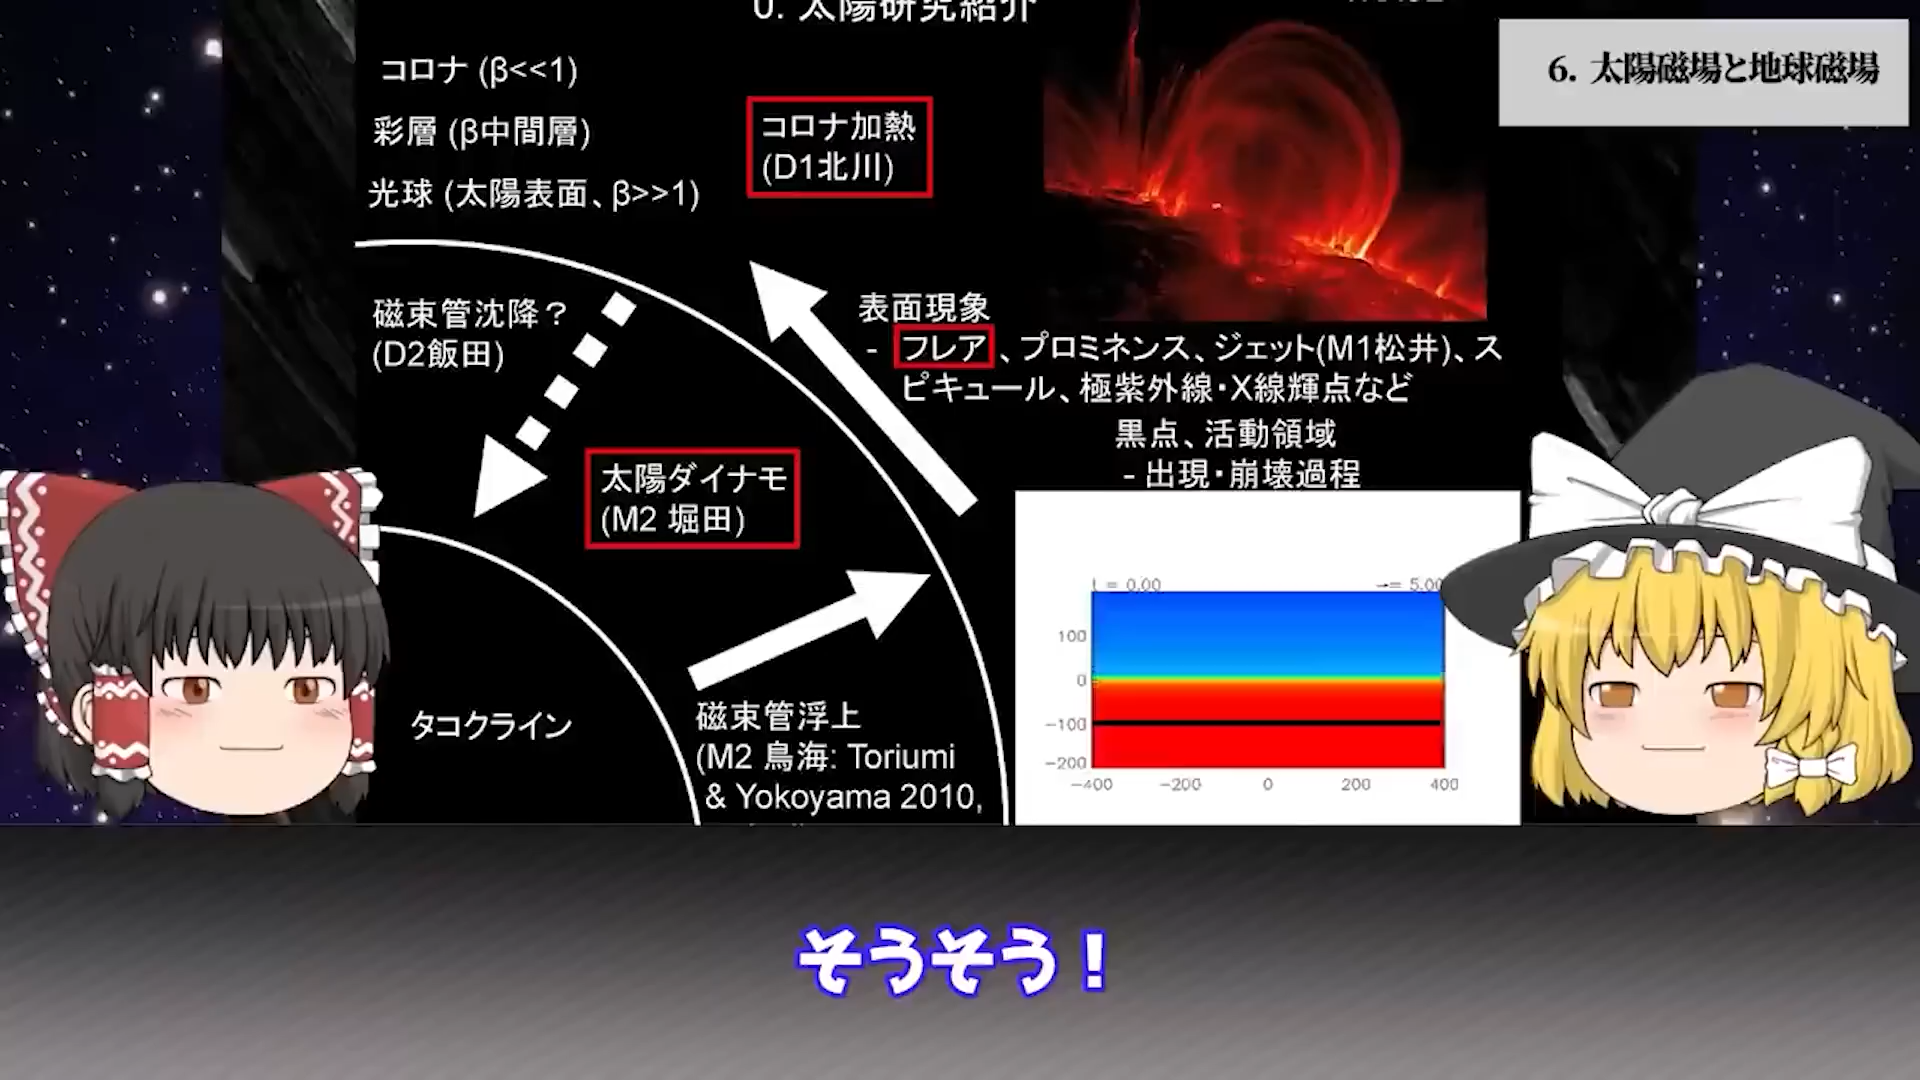 0. 太陽研究紹介
6. 太陽磁場と地球磁場
コロナ (β<<1)
彩層 (β中間層)
光球 (太陽表面、β>>1)
コロナ加熱
(D1北川)
磁束管沈降？
(D2飯田)
表面現象
- フレア、プロミネンス、ジェット(M1松井)、ス
ピキュール、極紫外線・X線輝点など
黒点、活動領域
- 出現・崩壊過程
太陽ダイナモ
(M2 堀田)
タコクライン
磁束管浮上
(M2 鳥海: Toriumi
& Yokoyama 2010,
t = 0.00
= 5.00
100
0
-100
-200
-400 -200 0 200 400
そうそう！